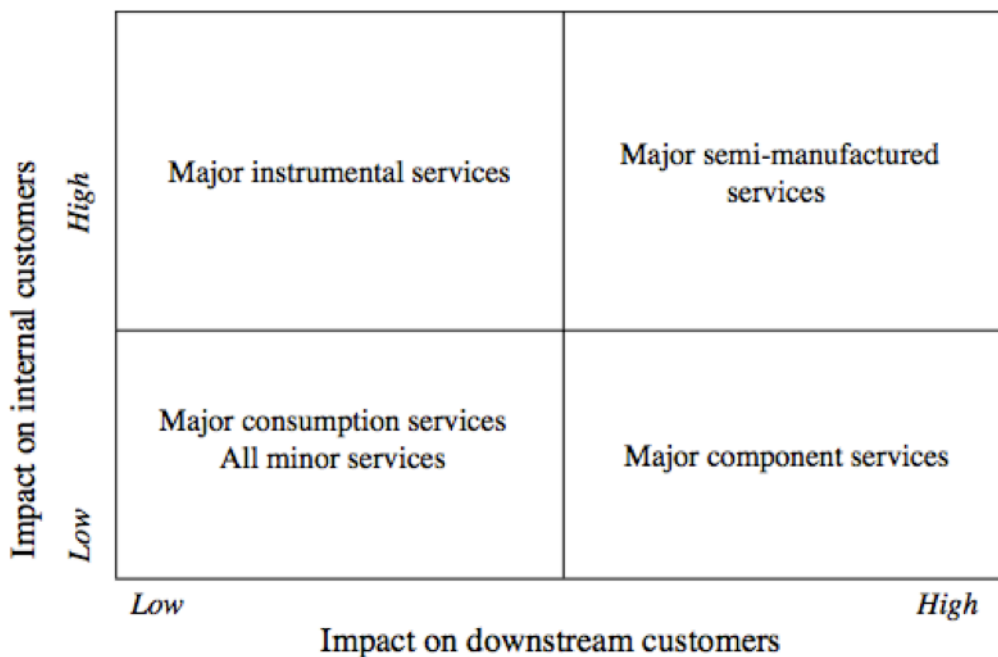 Impact on internal customers
High
Low
Major instrumental services
Major semi-manufactured
services
Major consumption services
All minor services
Major component services
Low
High
Impact on downstream customers